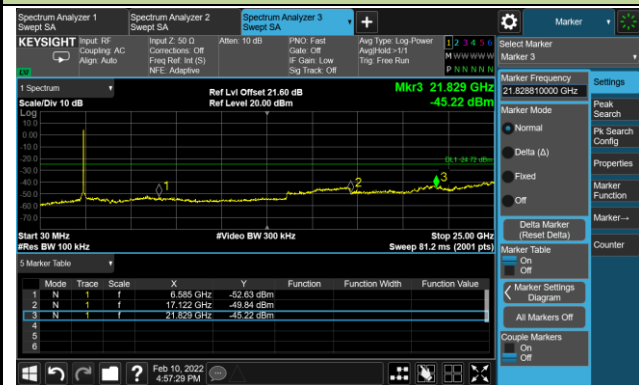 Spectrum Analyzer 1
Swept SA
Spectrum Analyzer 2
Swept SA
Spectrum Analyzer 3
Swept SA
Marker
KEYSIGHT
Input: RF
Coupling: AC
Align: Auto
Input Z: 50 Ω
Corrections: Off
Freq Ref: Int (S)
NFE: Adaptive
Atten: 10 dB
PNO: Fast
Gate: Off
IF Gain: Low
Sig Track: Off
Avg Type: Log-Power
Avg|Hold:>1/1
Trig: Free Run
1 2 3 4 5 6
M W W W W W
P N N N N N
Select Marker
Marker 3
1 Spectrum
Scale/Div 10 dB
Ref Lvl Offset 21.60 dB
Ref Level 20.00 dBm
Mkr3 21.829 GHz
-45.22 dBm
Log
10.0
0.00
-10.0
-20.0
-30.0
-40.0
-50.0
-60.0
-70.0
DL1 -24.72 dBm
1
2
3
Start 30 MHz
#Res BW 100 kHz
#Video BW 300 kHz
Stop 25.00 GHz
Sweep 81.2 ms (2001 pts)
5 Marker Table
Mode Trace Scale X Y Function Function Width Function Value
1 N 1 f 6.585 GHz -52.63 dBm
2 N 1 f 17.122 GHz -49.84 dBm
3 N 1 f 21.829 GHz -45.22 dBm
4
5
6
Marker Frequency
21.828810000 GHz
Marker Mode
Normal
Delta (Δ)
Fixed
Off
Delta Marker
(Reset Delta)
Marker Table
On
Off
Marker Settings
Diagram
All Markers Off
Couple Markers
On
Off
Settings
Peak
Search
Pk Search
Config
Properties
Marker
Function
Marker→
Counter
Feb 10, 2022
4:57:29 PM